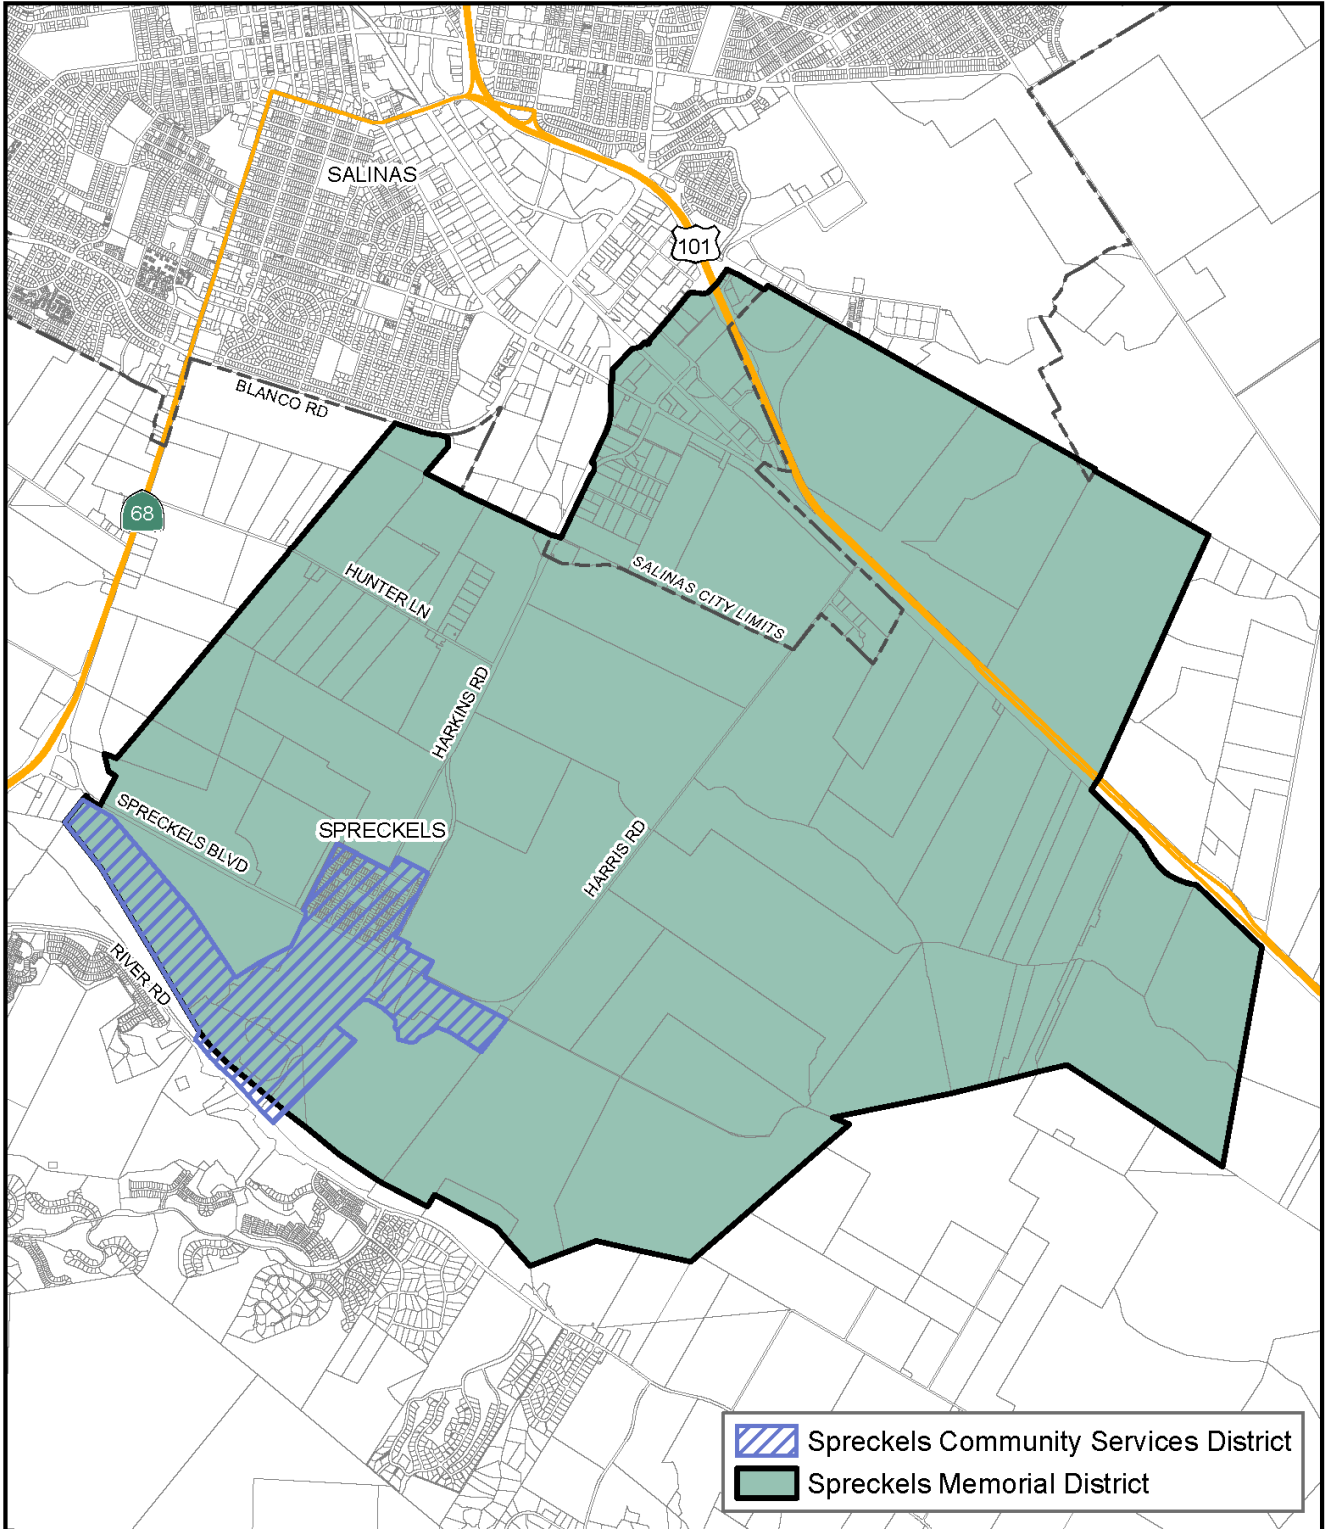 SALINAS
101
BLANCO RD
68
HUNTER LN
SALINAS CITY LIMITS
HARKINS RD
SPRECKELS BLVD
SPRECKELS
HARRIS RD
RIVER RD
Spreckels Community Services District
Spreckels Memorial District